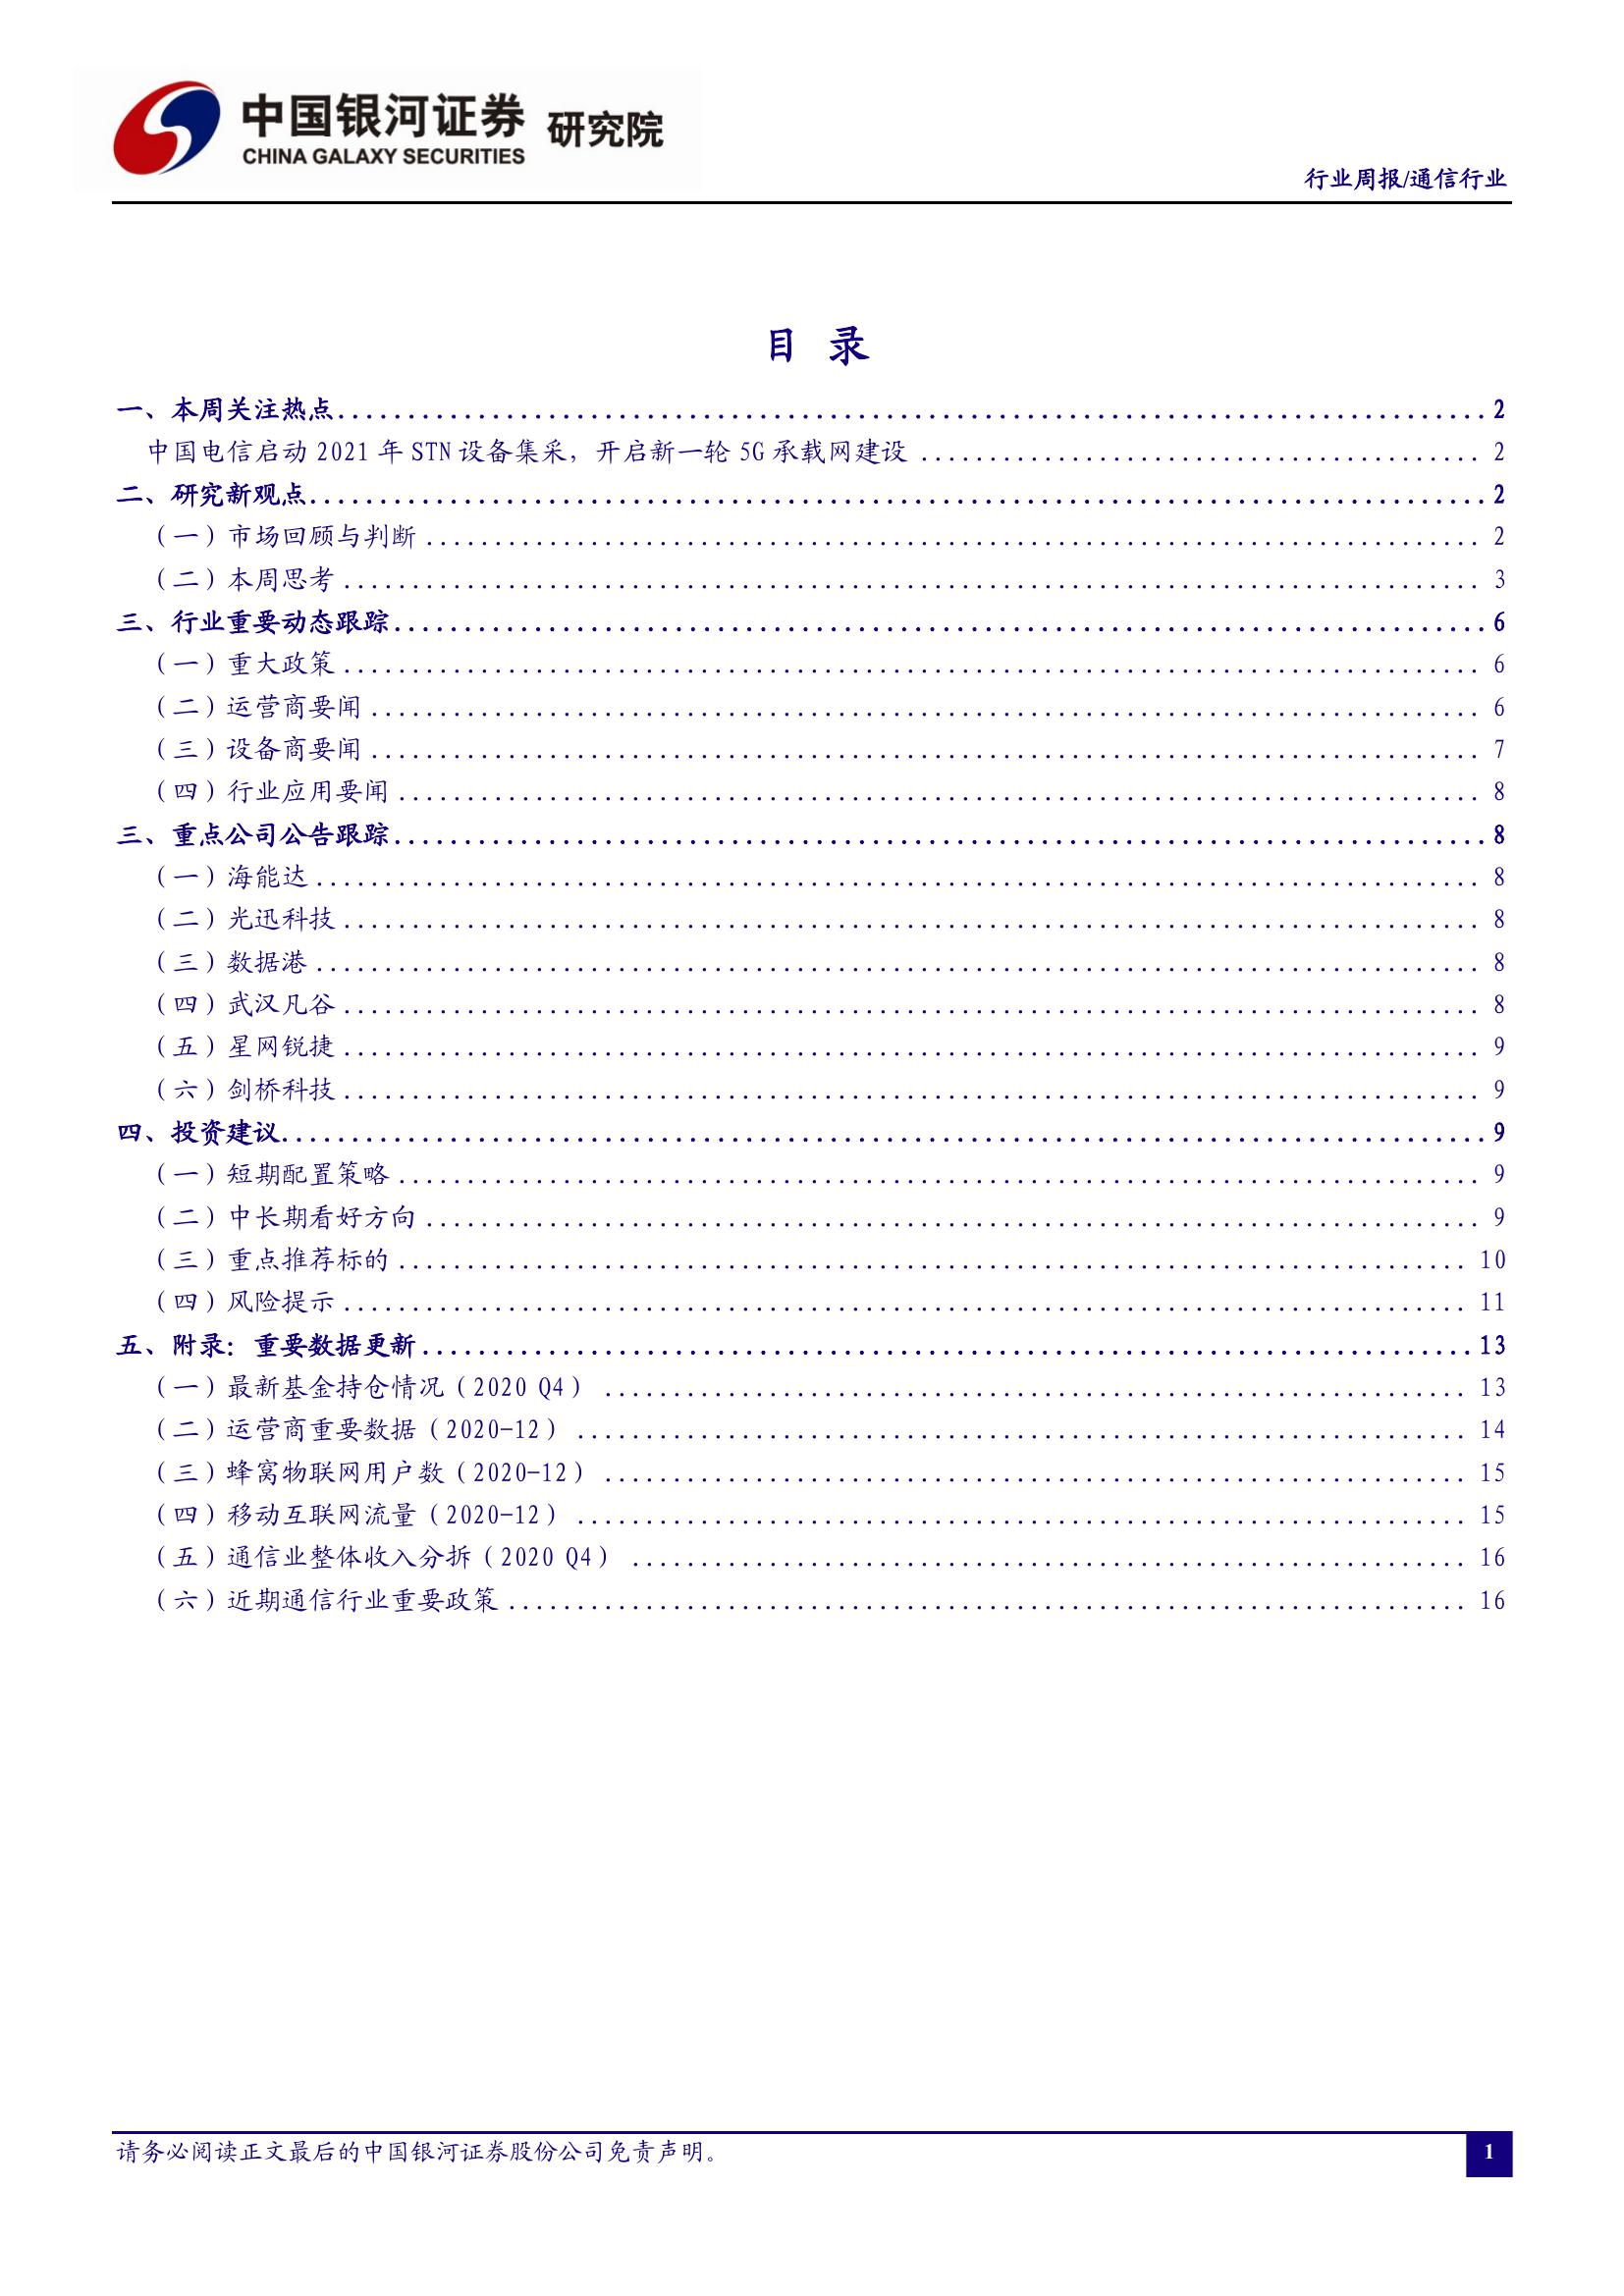 中国银河证券 研究院
CHINA GALAXY SECURITIES
行业周报/通信行业
目 录
一、本周关注热点 2
中国电信启动 2021 年 STN 设备集采，开启新一轮 5G 承载网建设 2
二、研究新观点 2
（一）市场回顾与判断 2
（二）本周思考 3
三、行业重要动态跟踪 6
（一）重大政策 6
（二）运营商要闻 6
（三）设备商要闻 7
（四）行业应用要闻 8
三、重点公司公告跟踪 8
（一）海能达 8
（二）光迅科技 8
（三）数据港 8
（四）武汉凡谷 8
（五）星网锐捷 9
（六）剑桥科技 9
四、投资建议 9
（一）短期配置策略 9
（二）中长期看好方向 9
（三）重点推荐标的 10
（四）风险提示 11
五、附录：重要数据更新 13
（一）最新基金持仓情况（2020 Q4） 13
（二）运营商重要数据（2020-12） 14
（三）蜂窝物联网用户数（2020-12） 15
（四）移动互联网流量（2020-12） 15
（五）通信业整体收入分拆（2020 Q4） 16
（六）近期通信行业重要政策 16
请务必阅读正文最后的中国银河证券股份公司免责声明。
1